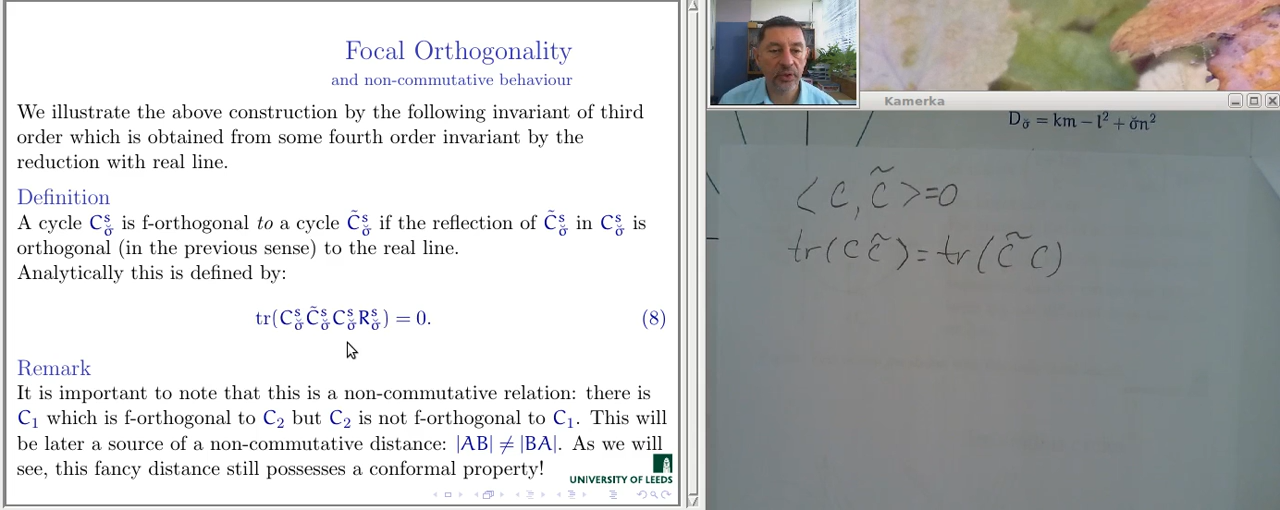 Focal Orthogonality
and non-commutative behaviour
We illustrate the above construction by the following invariant of third
order which is obtained from some fourth order invariant by the
reduction with real line.
Definition
A cycle C^s_σ̆ is f-orthogonal to a cycle C̃^s_σ̆ if the reflection of C̃^s_σ̆ in C^s_σ̆ is
orthogonal (in the previous sense) to the real line.
Analytically this is defined by:
tr(C^s_σ̆ C̃^s_σ̆ C^s_σ̆ R^s_σ̆) = 0. (8)
Remark
It is important to note that this is a non-commutative relation: there is
C₁ which is f-orthogonal to C₂ but C₂ is not f-orthogonal to C₁. This will
be later a source of a non-commutative distance: |AB| ≠ |BA|. As we will
see, this fancy distance still possesses a conformal property!
UNIVERSITY OF LEEDS
Kamerka
D_σ̆ = km − l² + σ̆n²
<C, C̃>=0
tr(CC̃)=tr(C̃C)